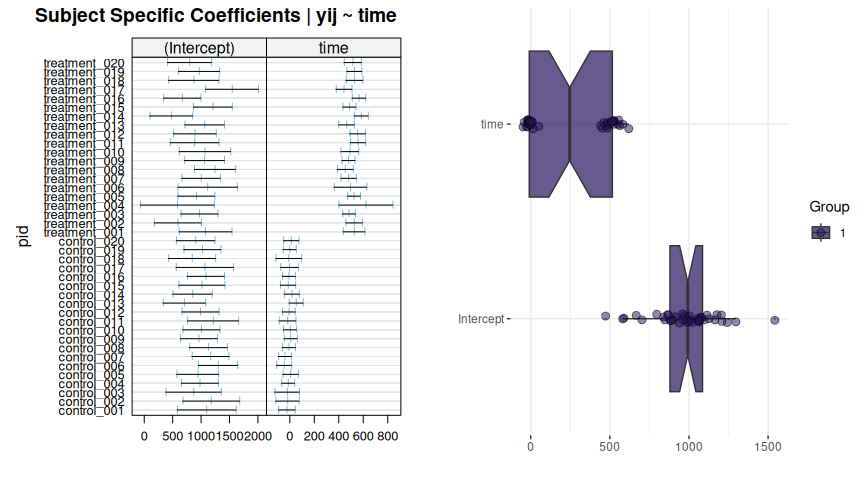 Subject Specific Coefficients | yij ~ time
(Intercept) time
treatment_020
treatment_019
treatment_018
treatment_017
treatment_016
treatment_015
treatment_014
treatment_013
treatment_012
treatment_011
treatment_010
treatment_009
treatment_008
treatment_007
treatment_006
treatment_005
treatment_004
treatment_003
treatment_002
treatment_001
control_020
control_019
control_018
control_017
control_016
control_015
control_014
control_013
control_012
control_011
control_010
control_009
control_008
control_007
control_006
control_005
control_004
control_003
control_002
control_001
pid
0 500 1000 1500 2000 0 200 400 600 800
time
Intercept
0 500 1000 1500
Group
1